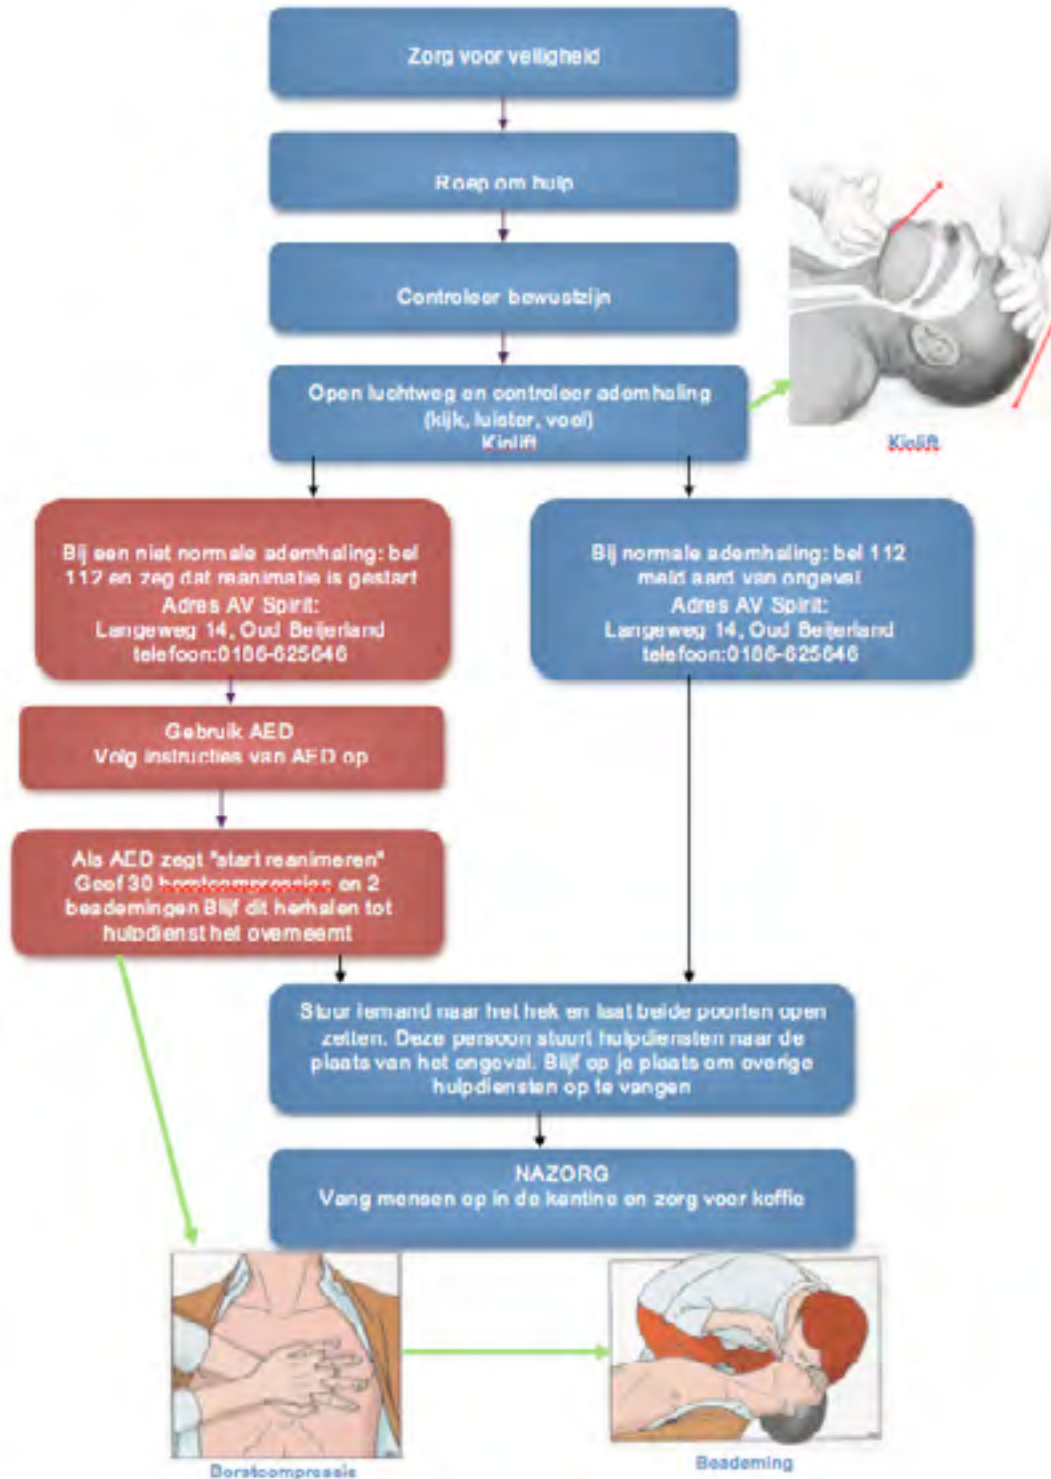 Zorg voor veiligheid
Roep om hulp
Controleer bewustzijn
Open luchtweg en controleer ademhaling
(kijk, luister, voel)
Kinlift
Kinlift
Bij een niet normale ademhaling: bel
112 en zeg dat reanimatie is gestart
Adres AV Spirit:
Langeweg 14, Oud Beijerland
telefoon:0186-625646
Bij normale ademhaling: bel 112
meld aard van ongeval
Adres AV Spirit:
Langeweg 14, Oud Beijerland
telefoon:0186-625646
Gebruik AED
Volg instructies van AED op
Als AED zegt "start reanimeren"
Geef 30 borstcompressies en 2
beademingen Blijf dit herhalen tot
hulpdienst het overneemt
Stuur iemand naar het hek en laat beide poorten open
zetten. Deze persoon stuurt hulpdiensten naar de
plaats van het ongeval. Blijf op je plaats om overige
hulpdiensten op te vangen
NAZORG
Vang mensen op in de kantine en zorg voor koffie
Borstcompressie
Beademing